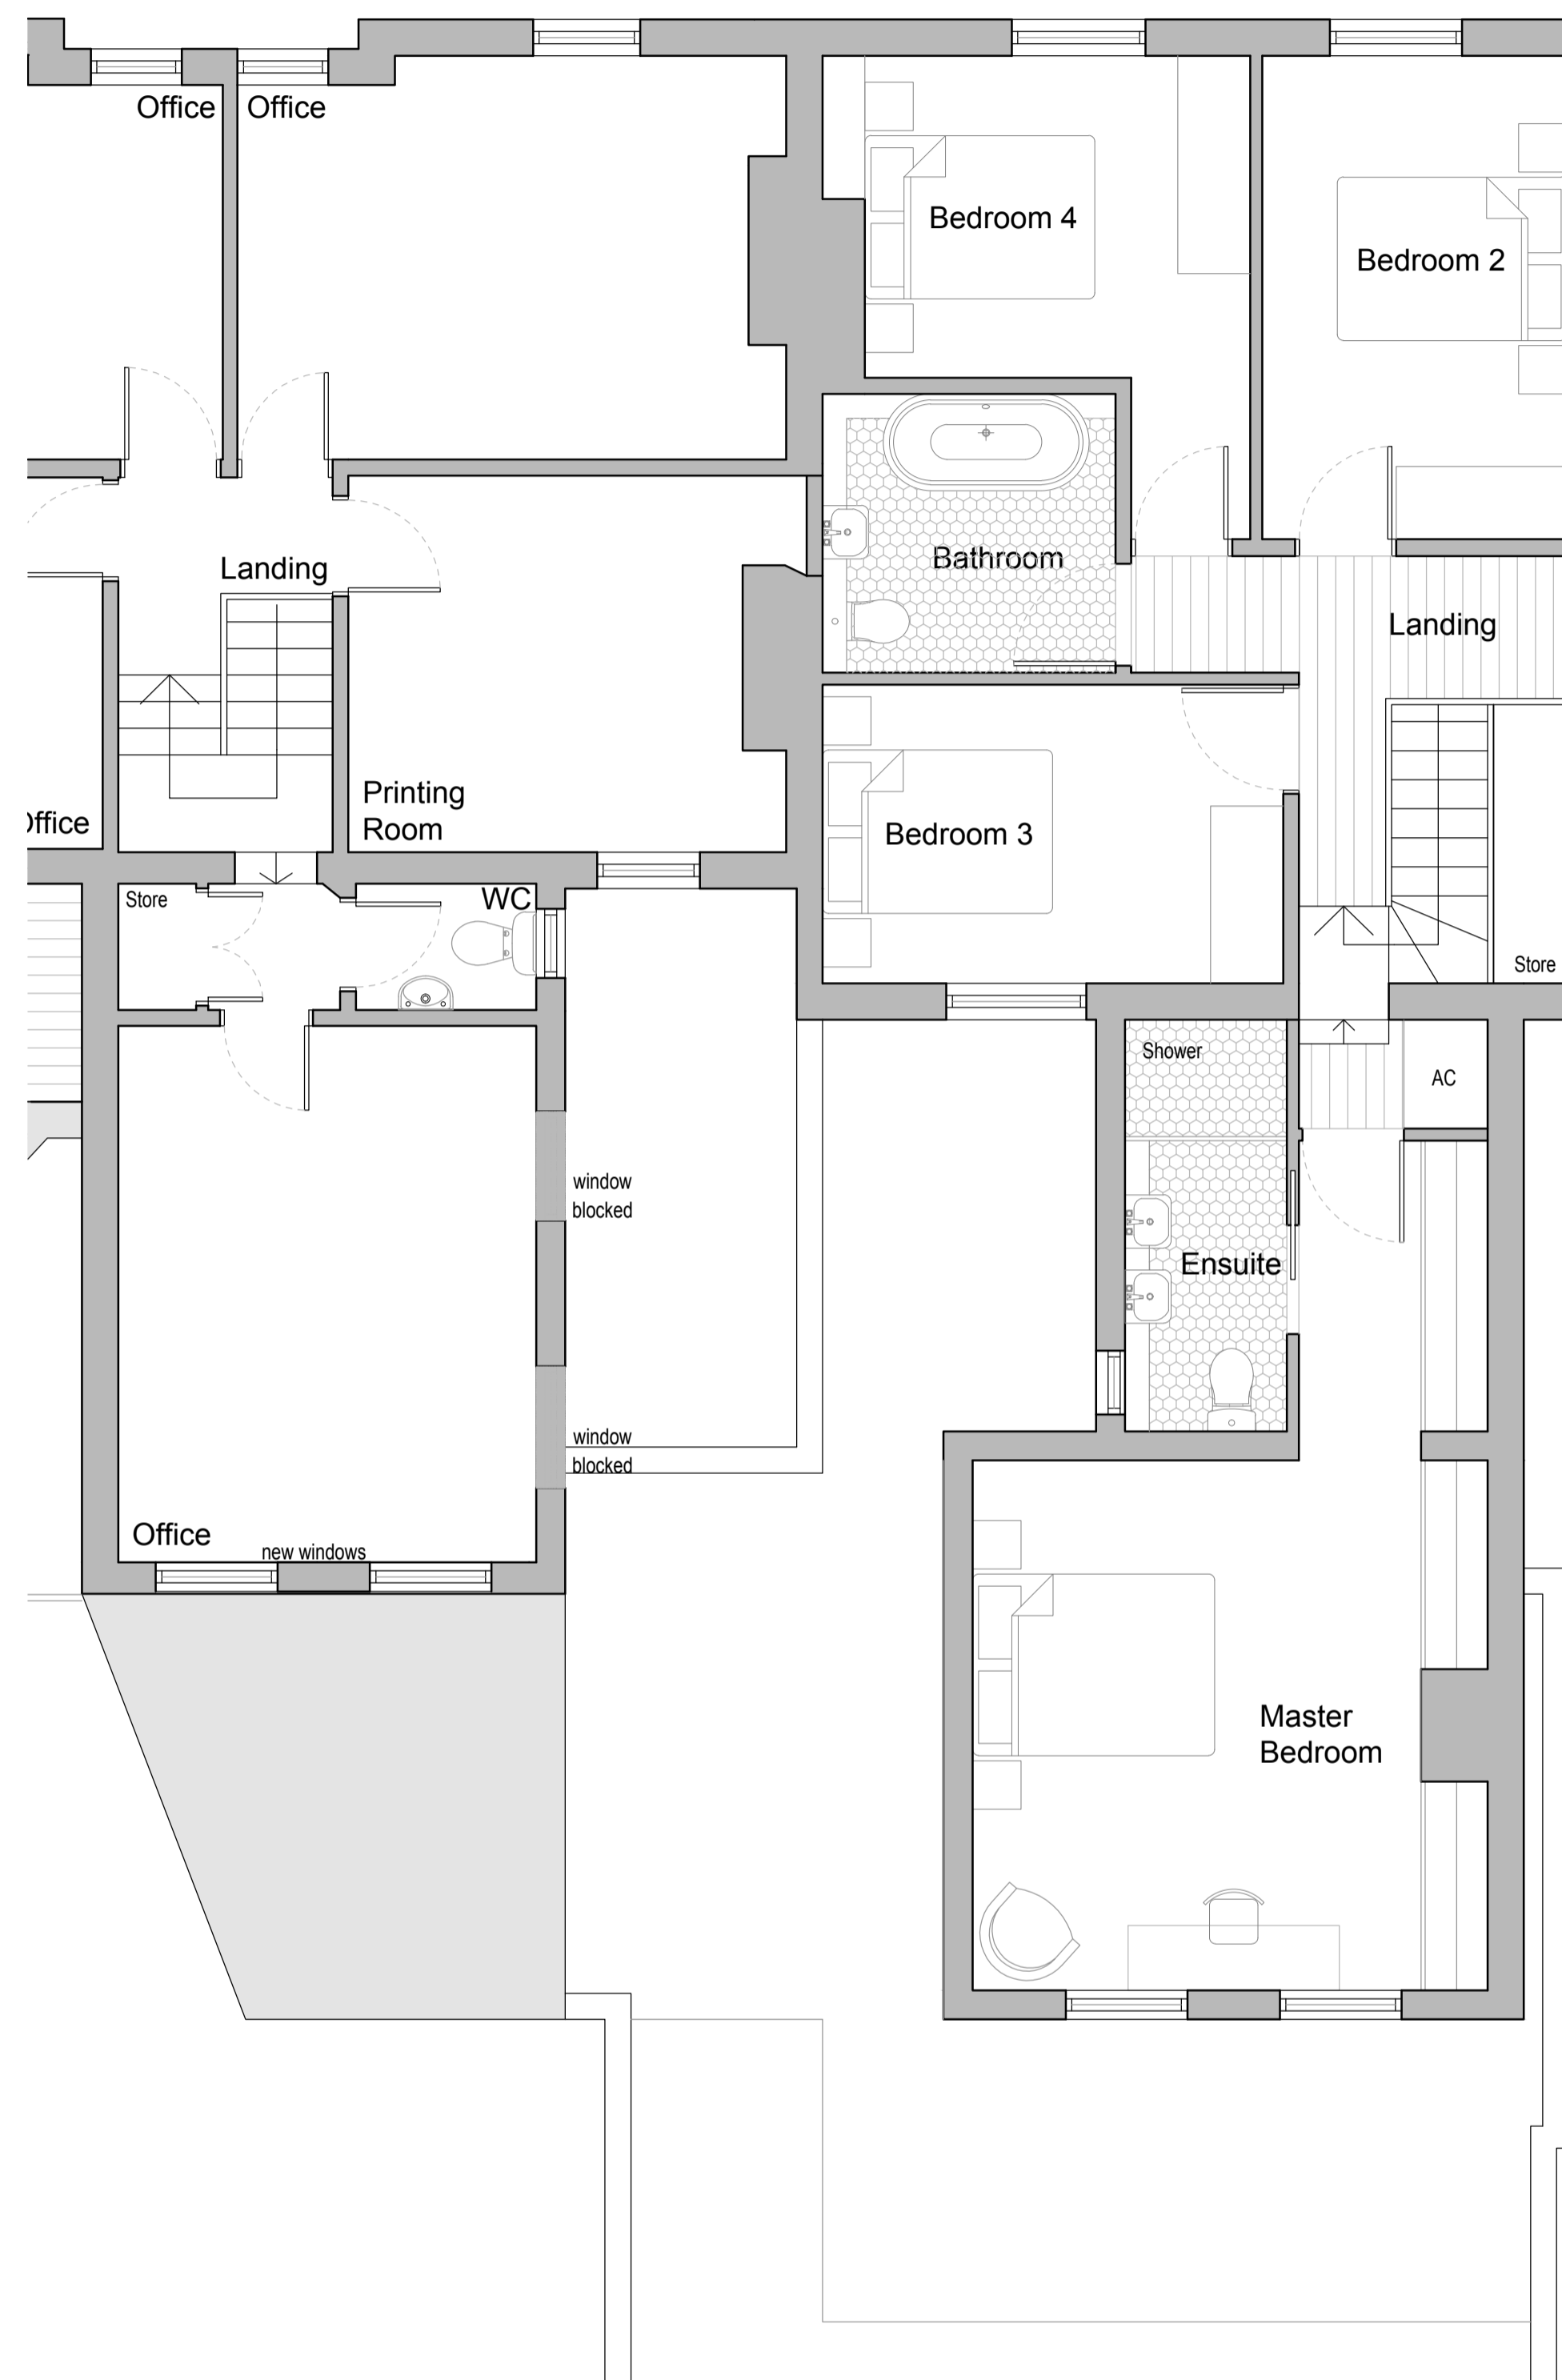 Office
Office
Bedroom 4
Bedroom 2
Bathroom
Landing
Landing
Printing
Room
Office
Bedroom 3
Store
WC
Store
Shower
AC
window
blocked
Ensuite
window
blocked
Office
new windows
Master
Bedroom